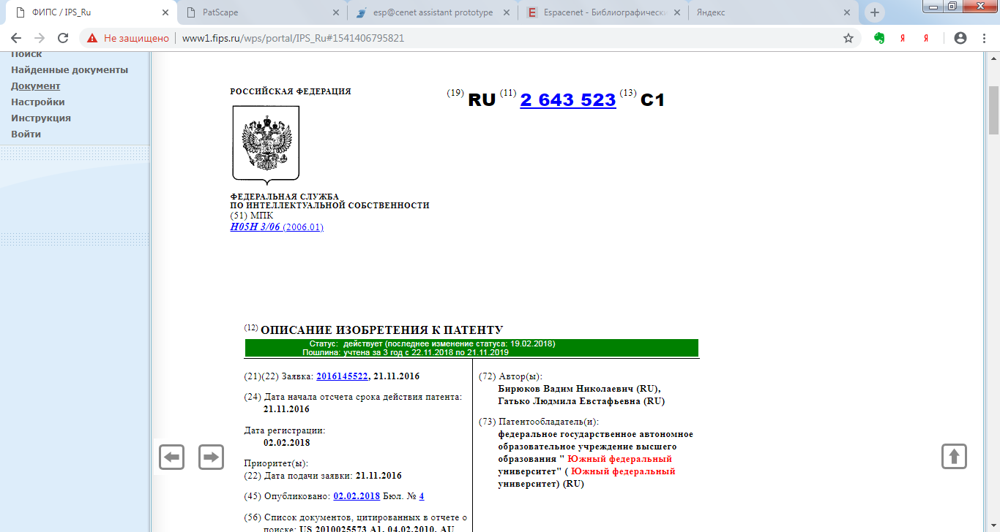 ФИПС / IPS_Ru
PatScape
esp@cenet assistant prototype
Espacenet - Библиографически
Яндекс
Не защищено
www1.fips.ru/wps/portal/IPS_Ru#1541406795821
Поиск
Найденные документы
Документ
Настройки
Инструкция
Войти
РОССИЙСКАЯ ФЕДЕРАЦИЯ
(19) RU (11) 2 643 523 (13) C1
ФЕДЕРАЛЬНАЯ СЛУЖБА
ПО ИНТЕЛЛЕКТУАЛЬНОЙ СОБСТВЕННОСТИ
(51) МПК
H05H 3/06 (2006.01)
(12) ОПИСАНИЕ ИЗОБРЕТЕНИЯ К ПАТЕНТУ
Статус: действует (последнее изменение статуса: 19.02.2018)
Пошлина: учтена за 3 год с 22.11.2018 по 21.11.2019
(21)(22) Заявка: 2016145522, 21.11.2016
(24) Дата начала отсчета срока действия патента:
21.11.2016
Дата регистрации:
02.02.2018
Приоритет(ы):
(22) Дата подачи заявки: 21.11.2016
(45) Опубликовано: 02.02.2018 Бюл. № 4
(56) Список документов, цитированных в отчете о
поиске: US 2010025573 A1, 04.02.2010. AU
(72) Автор(ы):
Бирюков Вадим Николаевич (RU),
Гатько Людмила Евстафьевна (RU)
(73) Патентообладатель(и):
федеральное государственное автономное
образовательное учреждение высшего
образования " Южный федеральный
университет" ( Южный федеральный
университет) (RU)